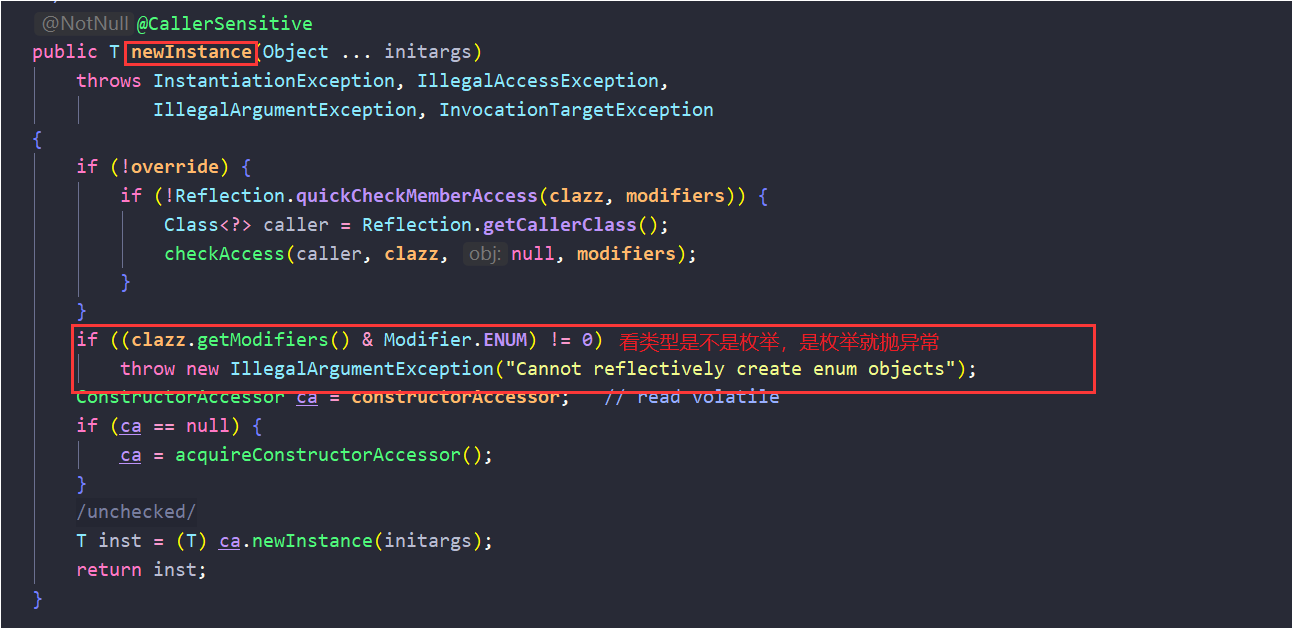 @NotNull @CallerSensitive
public T newInstance(Object ... initargs)
throws InstantiationException, IllegalAccessException,
IllegalArgumentException, InvocationTargetException
{
if (!override) {
if (!Reflection.quickCheckMemberAccess(clazz, modifiers)) {
Class<?> caller = Reflection.getCallerClass();
checkAccess(caller, clazz, obj: null, modifiers);
}
}
if ((clazz.getModifiers() & Modifier.ENUM) != 0) 看类型是不是枚举，是枚举就抛异常
throw new IllegalArgumentException("Cannot reflectively create enum objects");
ConstructorAccessor ca = constructorAccessor; // read volatile
if (ca == null) {
ca = acquireConstructorAccessor();
}
/unchecked/
T inst = (T) ca.newInstance(initargs);
return inst;
}